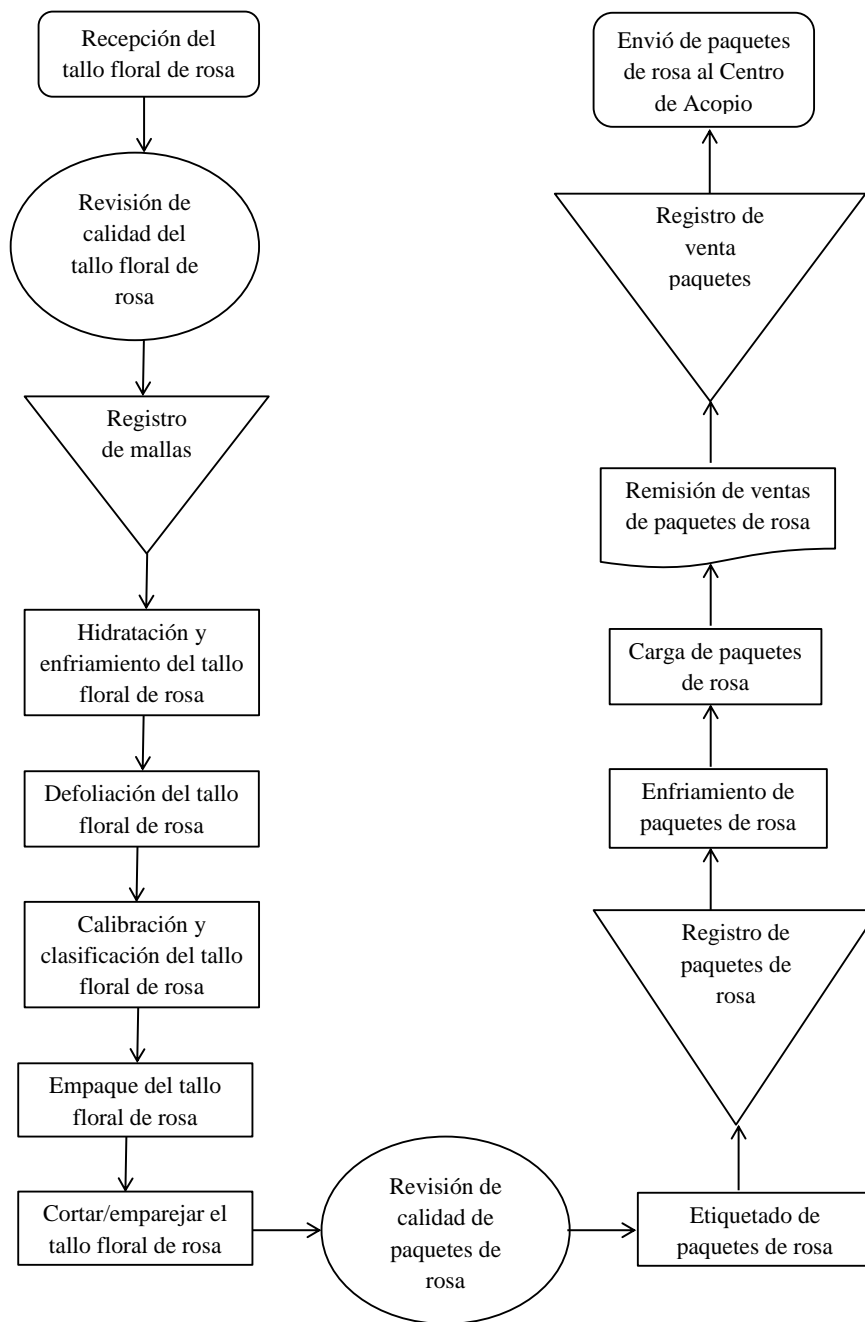 Recepción del
tallo floral de rosa
Revisión de
calidad del
tallo floral de
rosa
Registro
de mallas
Hidratación y
enfriamiento del tallo
floral de rosa
Defoliación del tallo
floral de rosa
Calibración y
clasificación del tallo
floral de rosa
Empaque del tallo
floral de rosa
Cortar/emparejar el
tallo floral de rosa
Revisión de
calidad de
paquetes de
rosa
Etiquetado de
paquetes de rosa
Registro de
paquetes de
rosa
Enfriamiento de
paquetes de rosa
Carga de paquetes
de rosa
Remisión de ventas
de paquetes de rosa
Registro de
venta
paquetes
Envió de paquetes
de rosa al Centro
de Acopio